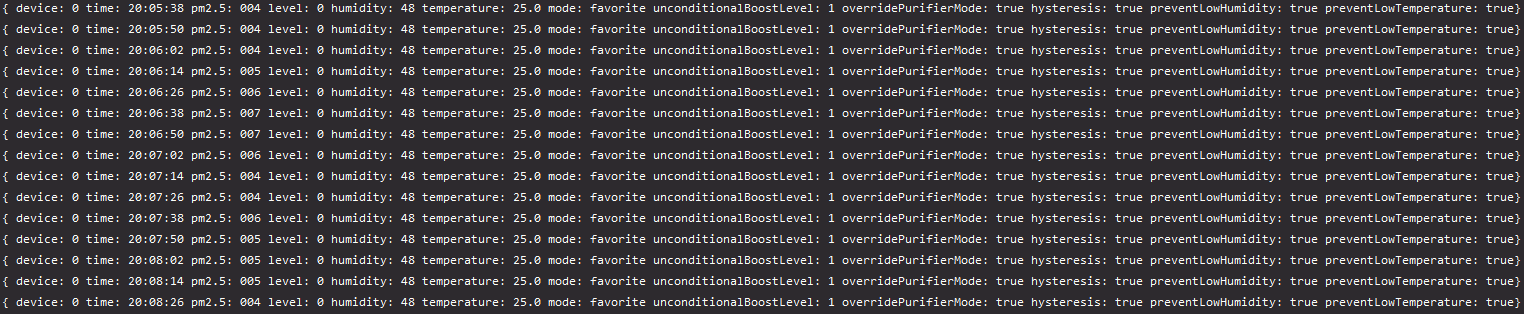 { device: 0 time: 20:05:38 pm2.5: 004 level: 0 humidity: 48 temperature: 25.0 mode: favorite unconditionalBoostLevel: 1 overridePurifierMode: true hysteresis: true preventLowHumidity: true preventLowTemperature: true}
{ device: 0 time: 20:05:50 pm2.5: 004 level: 0 humidity: 48 temperature: 25.0 mode: favorite unconditionalBoostLevel: 1 overridePurifierMode: true hysteresis: true preventLowHumidity: true preventLowTemperature: true}
{ device: 0 time: 20:06:02 pm2.5: 004 level: 0 humidity: 48 temperature: 25.0 mode: favorite unconditionalBoostLevel: 1 overridePurifierMode: true hysteresis: true preventLowHumidity: true preventLowTemperature: true}
{ device: 0 time: 20:06:14 pm2.5: 005 level: 0 humidity: 48 temperature: 25.0 mode: favorite unconditionalBoostLevel: 1 overridePurifierMode: true hysteresis: true preventLowHumidity: true preventLowTemperature: true}
{ device: 0 time: 20:06:26 pm2.5: 006 level: 0 humidity: 48 temperature: 25.0 mode: favorite unconditionalBoostLevel: 1 overridePurifierMode: true hysteresis: true preventLowHumidity: true preventLowTemperature: true}
{ device: 0 time: 20:06:38 pm2.5: 007 level: 0 humidity: 48 temperature: 25.0 mode: favorite unconditionalBoostLevel: 1 overridePurifierMode: true hysteresis: true preventLowHumidity: true preventLowTemperature: true}
{ device: 0 time: 20:06:50 pm2.5: 007 level: 0 humidity: 48 temperature: 25.0 mode: favorite unconditionalBoostLevel: 1 overridePurifierMode: true hysteresis: true preventLowHumidity: true preventLowTemperature: true}
{ device: 0 time: 20:07:02 pm2.5: 006 level: 0 humidity: 48 temperature: 25.0 mode: favorite unconditionalBoostLevel: 1 overridePurifierMode: true hysteresis: true preventLowHumidity: true preventLowTemperature: true}
{ device: 0 time: 20:07:14 pm2.5: 004 level: 0 humidity: 48 temperature: 25.0 mode: favorite unconditionalBoostLevel: 1 overridePurifierMode: true hysteresis: true preventLowHumidity: true preventLowTemperature: true}
{ device: 0 time: 20:07:26 pm2.5: 004 level: 0 humidity: 48 temperature: 25.0 mode: favorite unconditionalBoostLevel: 1 overridePurifierMode: true hysteresis: true preventLowHumidity: true preventLowTemperature: true}
{ device: 0 time: 20:07:38 pm2.5: 006 level: 0 humidity: 48 temperature: 25.0 mode: favorite unconditionalBoostLevel: 1 overridePurifierMode: true hysteresis: true preventLowHumidity: true preventLowTemperature: true}
{ device: 0 time: 20:07:50 pm2.5: 005 level: 0 humidity: 48 temperature: 25.0 mode: favorite unconditionalBoostLevel: 1 overridePurifierMode: true hysteresis: true preventLowHumidity: true preventLowTemperature: true}
{ device: 0 time: 20:08:02 pm2.5: 005 level: 0 humidity: 48 temperature: 25.0 mode: favorite unconditionalBoostLevel: 1 overridePurifierMode: true hysteresis: true preventLowHumidity: true preventLowTemperature: true}
{ device: 0 time: 20:08:14 pm2.5: 005 level: 0 humidity: 48 temperature: 25.0 mode: favorite unconditionalBoostLevel: 1 overridePurifierMode: true hysteresis: true preventLowHumidity: true preventLowTemperature: true}
{ device: 0 time: 20:08:26 pm2.5: 004 level: 0 humidity: 48 temperature: 25.0 mode: favorite unconditionalBoostLevel: 1 overridePurifierMode: true hysteresis: true preventLowHumidity: true preventLowTemperature: true}